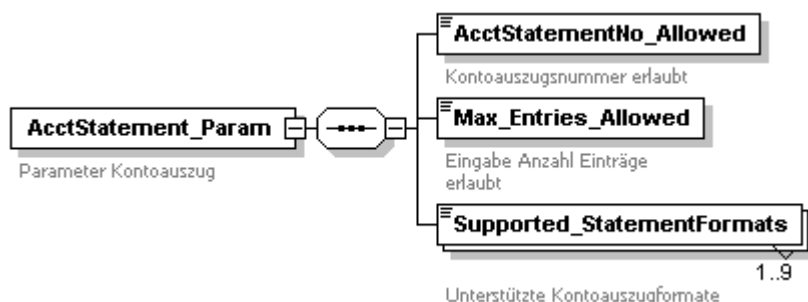 AcctStatementNo_Allowed
Kontoauszugsnummer erlaubt
AcctStatement_Param
Parameter Kontoauszug
Max_Entries_Allowed
Eingabe Anzahl Einträge
erlaubt
Supported_StatementFormats
1..9
Unterstützte Kontoauszugformate